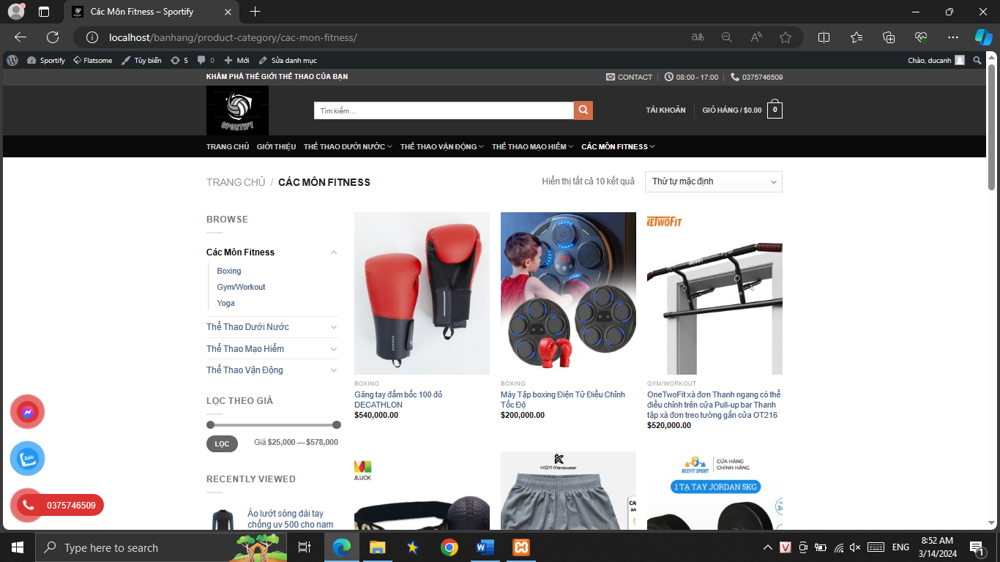 Các Môn Fitness – Sportify
localhost/banhang/product-category/cac-mon-fitness/
Sportify Flatsome Tùy biến 5 0 Mới Sửa danh mục
Chào, ducanh
KHÁM PHÁ THẾ GIỚI THỂ THAO CỦA BẠN
CONTACT 08:00 - 17:00 0375746509
SPORTIFY
Tìm kiếm...
TÀI KHOẢN GIỎ HÀNG / $0.00 0
TRANG CHỦ GIỚI THIỆU THỂ THAO DƯỚI NƯỚC THỂ THAO VẬN ĐỘNG THỂ THAO MẠO HIỂM CÁC MÔN FITNESS
TRANG CHỦ / CÁC MÔN FITNESS
Hiển thị tất cả 10 kết quả
Thứ tự mặc định
BROWSE
Các Môn Fitness
Boxing
Gym/Workout
Yoga
Thể Thao Dưới Nước
Thể Thao Mạo Hiểm
Thể Thao Vận Động
LỌC THEO GIÁ
LỌC Giá $25,000 — $578,000
RECENTLY VIEWED
Áo lướt sóng dài tay
chống uv 500 cho nam
0375746509
BOXING
Găng tay đấm bốc 100 đỏ
DECATHLON
$540,000.00
BOXING
Máy Tập boxing Điện Tử Điều Chỉnh
Tốc Độ
$200,000.00
NETWOFIT
GYM/WORKOUT
OneTwoFit xà đơn Thanh ngang có thể
điều chỉnh trên cửa Pull-up bar Thanh
tập xà đơn treo tường gắn cửa OT216
$520,000.00
MLUCK
KSM Menswear
REEFIT SPORT
CỬA HÀNG
CHÍNH HÃNG
1 TẠ TAY JORDAN 5KG
Zalo
Type here to search
ENG
8:52 AM
3/14/2024
1